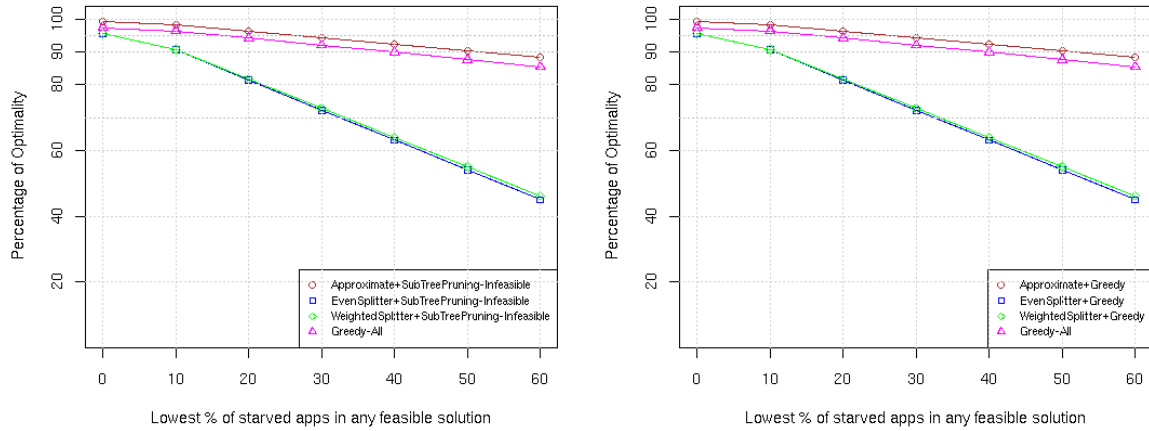 Percentage of Optimality
100
90
80
60
40
20
Approximate+SubTreePruning-Infeasible
EvenSplitter+SubTreePruning-Infeasible
WeightedSplitter+SubTreePruning-Infeasible
Greedy-All
0 10 20 30 40 50 60
Lowest % of starved apps in any feasible solution
Percentage of Optimality
100
90
80
60
40
20
Approximate+Greedy
EvenSplitter+Greedy
WeightedSplitter+Greedy
Greedy-All
0 10 20 30 40 50 60
Lowest % of starved apps in any feasible solution